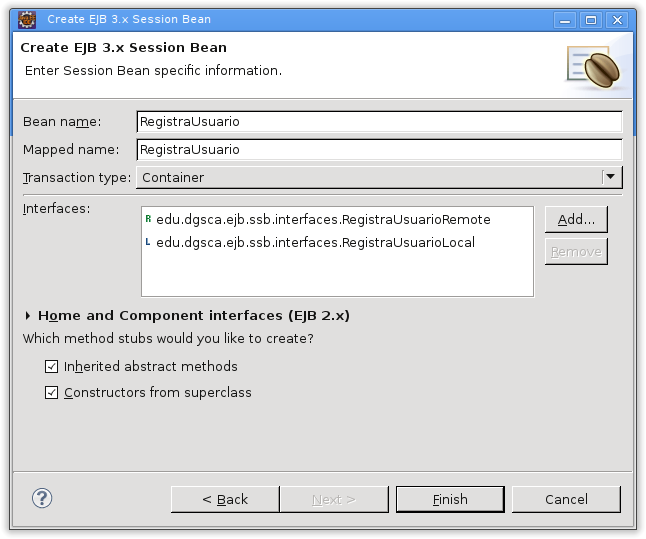 Create EJB 3.x Session Bean
Create EJB 3.x Session Bean
Enter Session Bean specific information.
Bean name: RegistraUsuario
Mapped name: RegistraUsuario
Transaction type: Container
Interfaces:
R edu.dgsca.ejb.ssb.interfaces.RegistraUsuarioRemote
L edu.dgsca.ejb.ssb.interfaces.RegistraUsuarioLocal
Add...
Remove
Home and Component interfaces (EJB 2.x)
Which method stubs would you like to create?
Inherited abstract methods
Constructors from superclass
? < Back Next > Finish Cancel